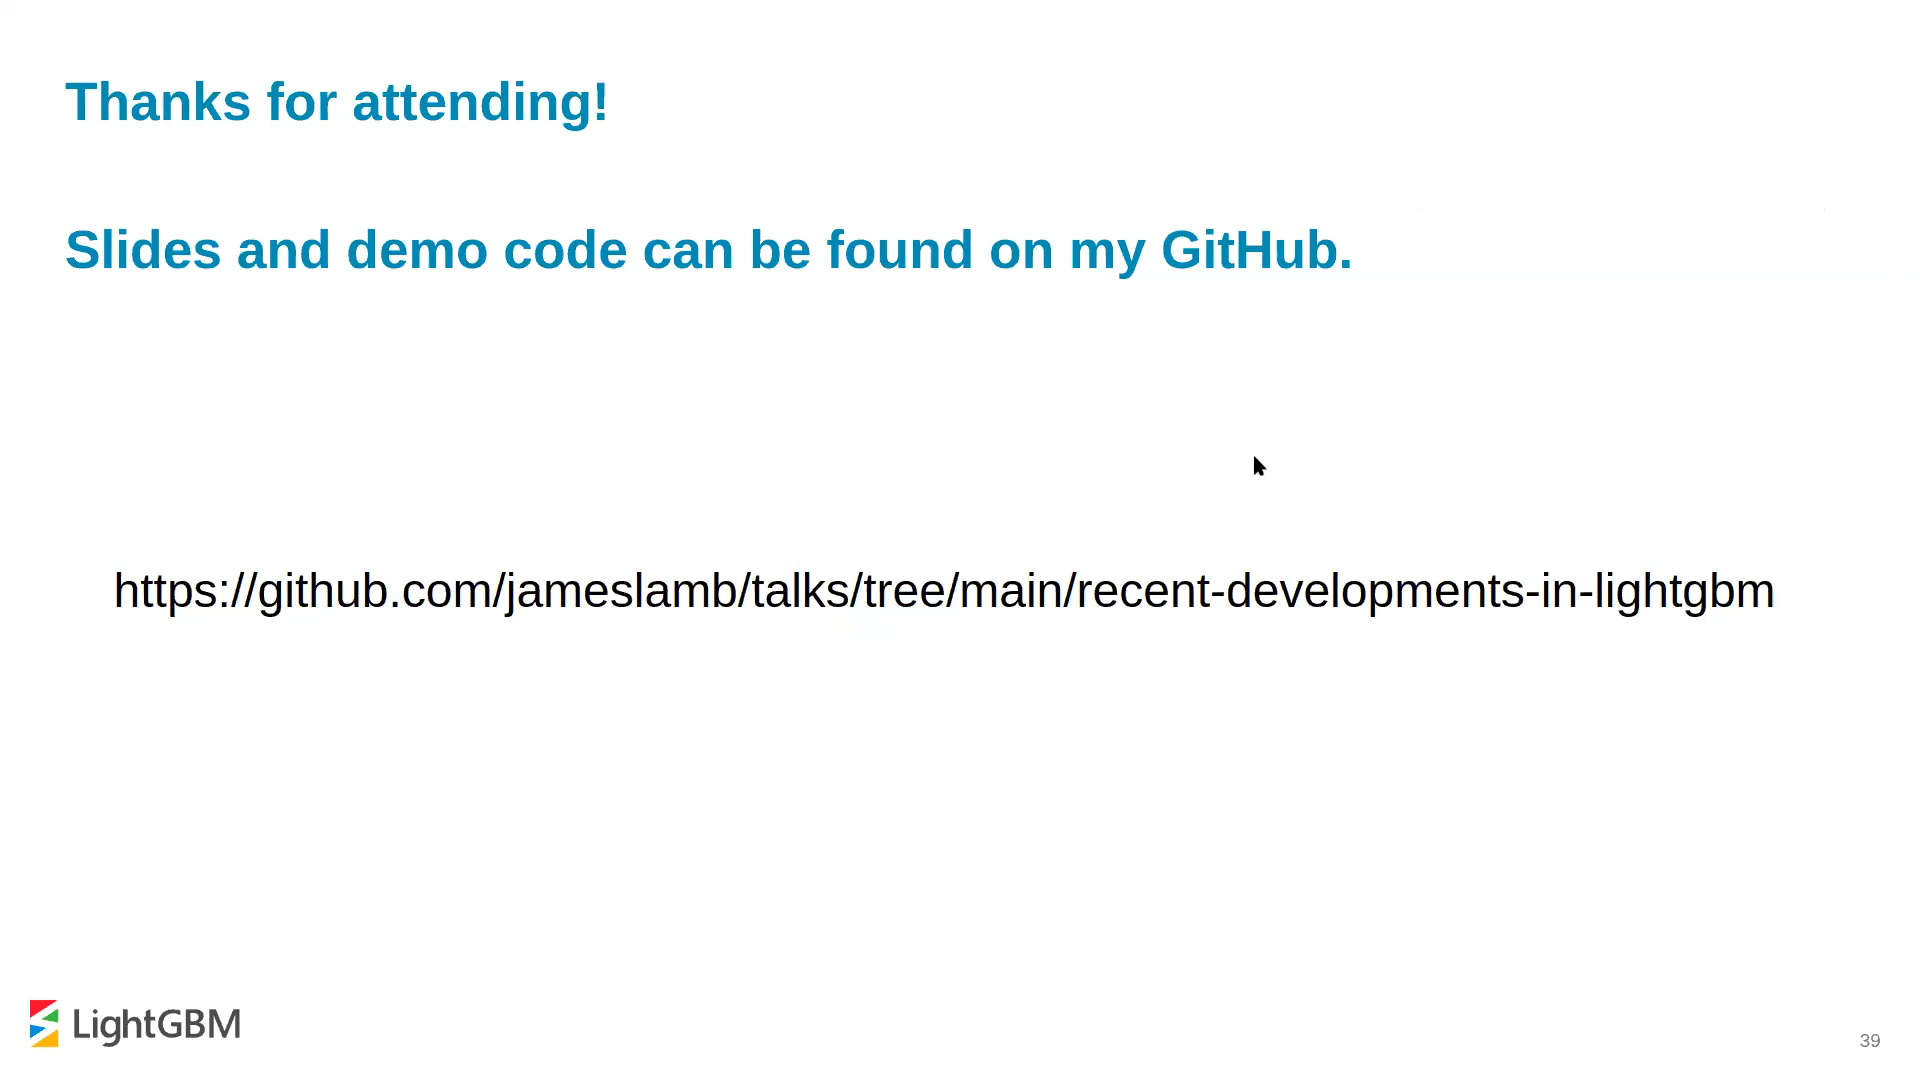 Thanks for attending!
Slides and demo code can be found on my GitHub.
https://github.com/jameslamb/talks/tree/main/recent-developments-in-lightgbm
LightGBM
39